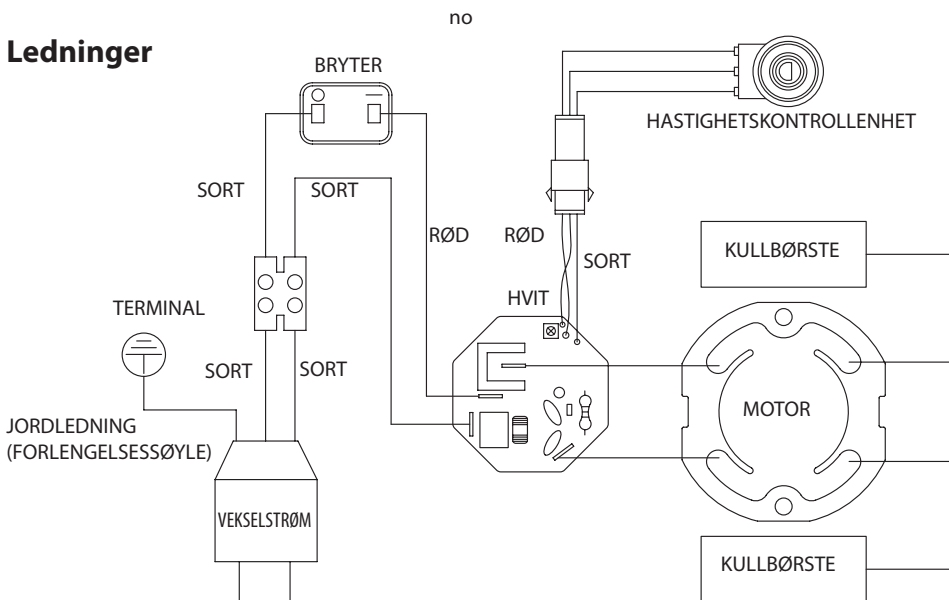 no
Ledninger
BRYTER
HASTIGHETSKONTROLLENHET
SORT
SORT
RØD
RØD
SORT
KULLBØRSTE
HVIT
TERMINAL
SORT
SORT
MOTOR
JORDLEDNING
(FORLENGELSESSØYLE)
VEKSELSTRØM
KULLBØRSTE